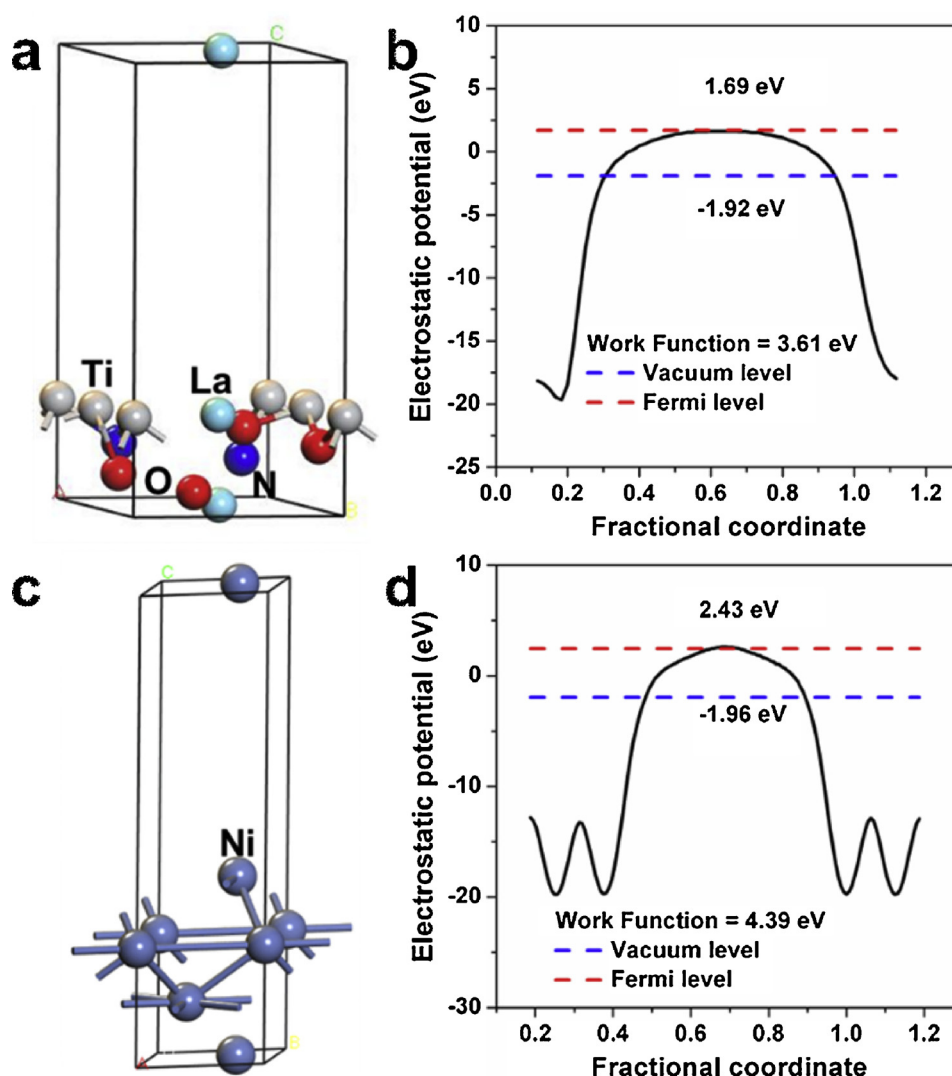 a
C
Ti
La
O
N
A
B
b
Electrostatic potential (eV)
10
5
0
-5
-10
-15
-20
-25
1.69 eV
-1.92 eV
Work Function = 3.61 eV
Vacuum level
Fermi level
0.0 0.2 0.4 0.6 0.8 1.0 1.2
Fractional coordinate
c
C
Ni
A
B
d
Electrostatic potential (eV)
10
0
-10
-20
-30
2.43 eV
-1.96 eV
Work Function = 4.39 eV
Vacuum level
Fermi level
0.2 0.4 0.6 0.8 1.0 1.2
Fractional coordinate